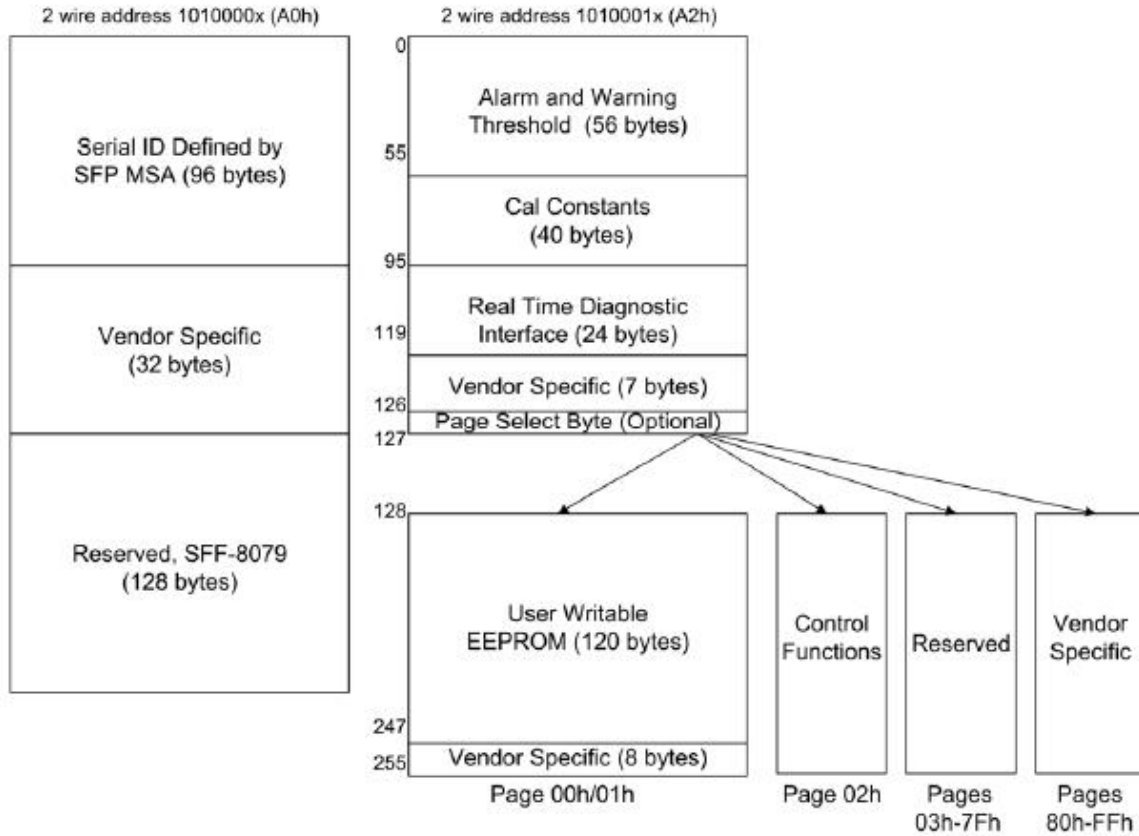 2 wire address 1010000x (A0h)
Serial ID Defined by
SFP MSA (96 bytes)
Vendor Specific
(32 bytes)
Reserved, SFF-8079
(128 bytes)
2 wire address 1010001x (A2h)
0
Alarm and Warning
Threshold (56 bytes)
55
Cal Constants
(40 bytes)
95
Real Time Diagnostic
Interface (24 bytes)
119
Vendor Specific (7 bytes)
126
Page Select Byte (Optional)
127
128
User Writable
EEPROM (120 bytes)
247
Vendor Specific (8 bytes)
255
Page 00h/01h
Control
Functions
Page 02h
Reserved
Pages
03h-7Fh
Vendor
Specific
Pages
80h-FFh